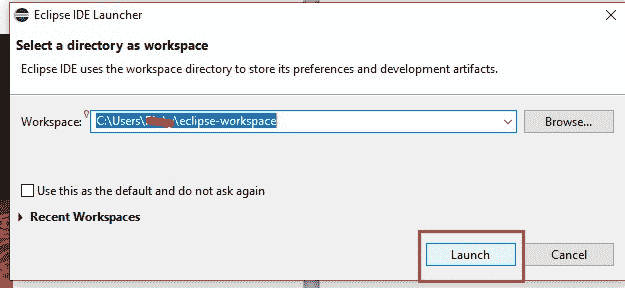 Eclipse IDE Launcher
Select a directory as workspace
Eclipse IDE uses the workspace directory to store its preferences and development artifacts.
Workspace: C:\Users\ \eclipse-workspace Browse...
Use this as the default and do not ask again
Recent Workspaces
Launch Cancel